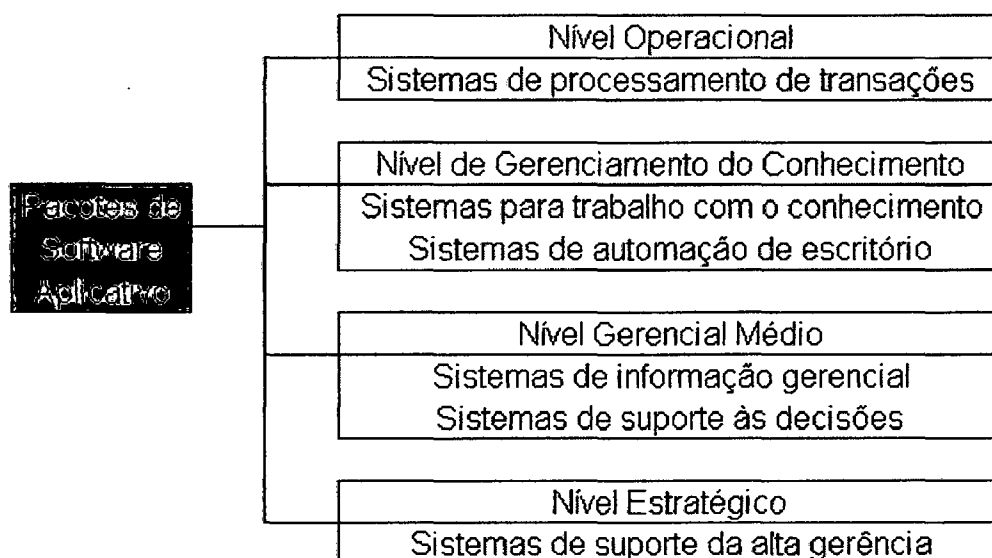 Pacotes de
Software
Aplicativo
Nível Operacional
Sistemas de processamento de transações
Nível de Gerenciamento do Conhecimento
Sistemas para trabalho com o conhecimento
Sistemas de automação de escritório
Nível Gerencial Médio
Sistemas de informação gerencial
Sistemas de suporte às decisões
Nível Estratégico
Sistemas de suporte da alta gerência